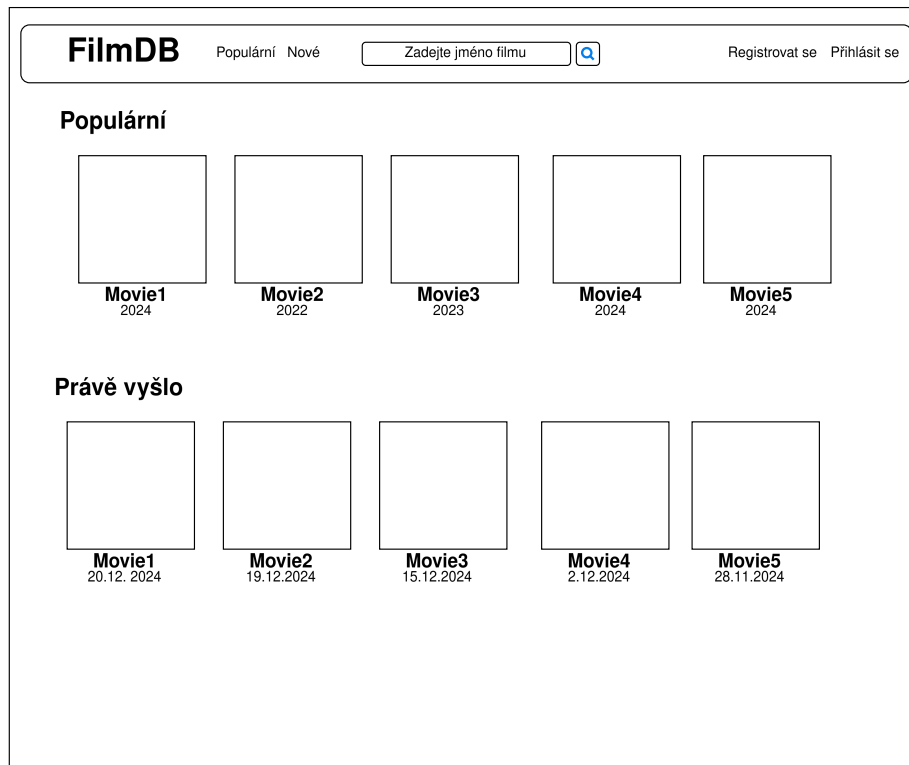 FilmDB Populární Nové Zadejte jméno filmu Registrovat se Přihlásit se
Populární
Movie1 Movie2 Movie3 Movie4 Movie5
2024 2022 2023 2024 2024
Právě vyšlo
Movie1 Movie2 Movie3 Movie4 Movie5
20.12. 2024 19.12.2024 15.12.2024 2.12.2024 28.11.2024